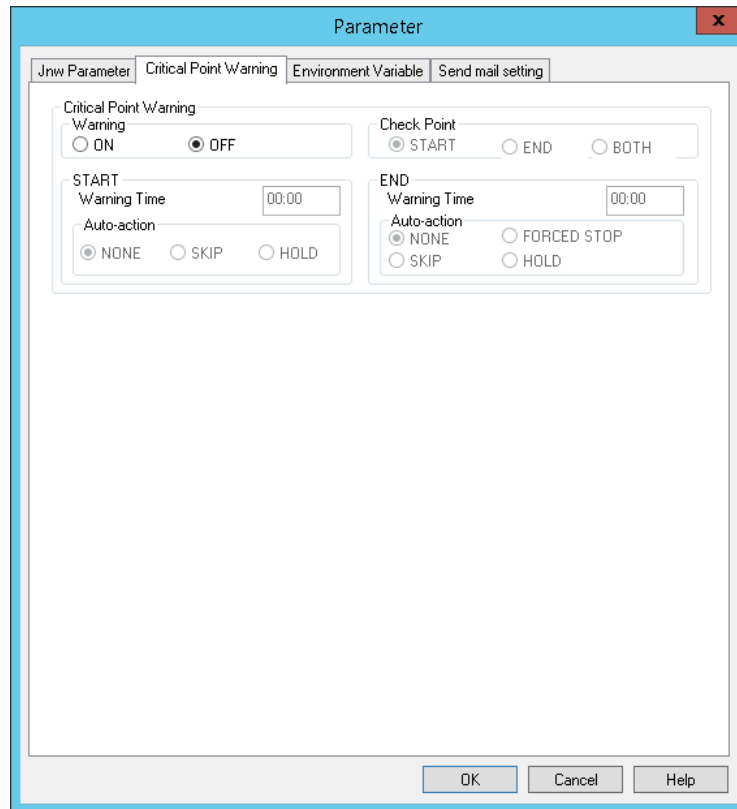 Parameter
x
Jnw Parameter Critical Point Warning Environment Variable Send mail setting
Critical Point Warning
Warning
ON OFF
Check Point
START END BOTH
START
Warning Time 00:00
Auto-action
NONE SKIP HOLD
END
Warning Time 00:00
Auto-action
NONE FORCED STOP
SKIP HOLD
OK Cancel Help